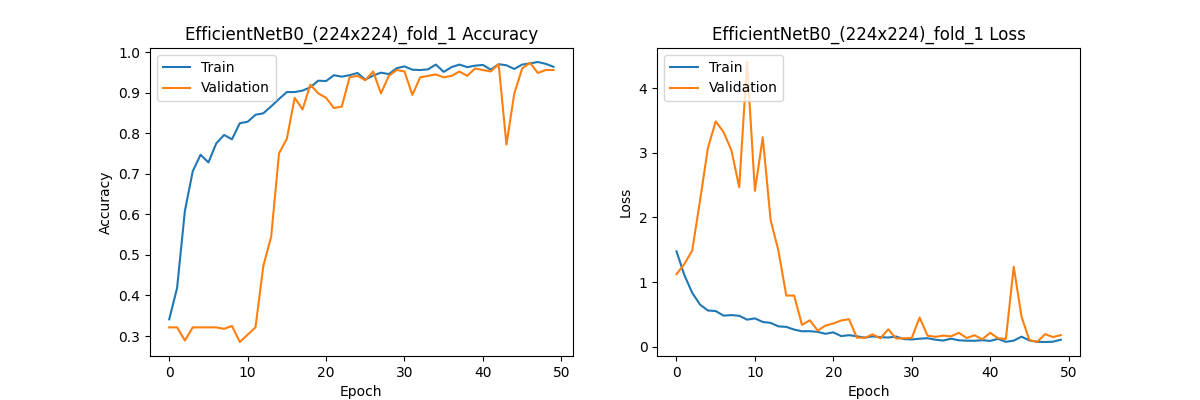 EfficientNetB0_(224x224)_fold_1 Accuracy
Train
Validation
1.0
0.9
0.8
0.7
0.6
0.5
0.4
0.3
Accuracy
0 10 20 30 40 50
Epoch
EfficientNetB0_(224x224)_fold_1 Loss
Train
Validation
4
3
2
1
0
Loss
0 10 20 30 40 50
Epoch